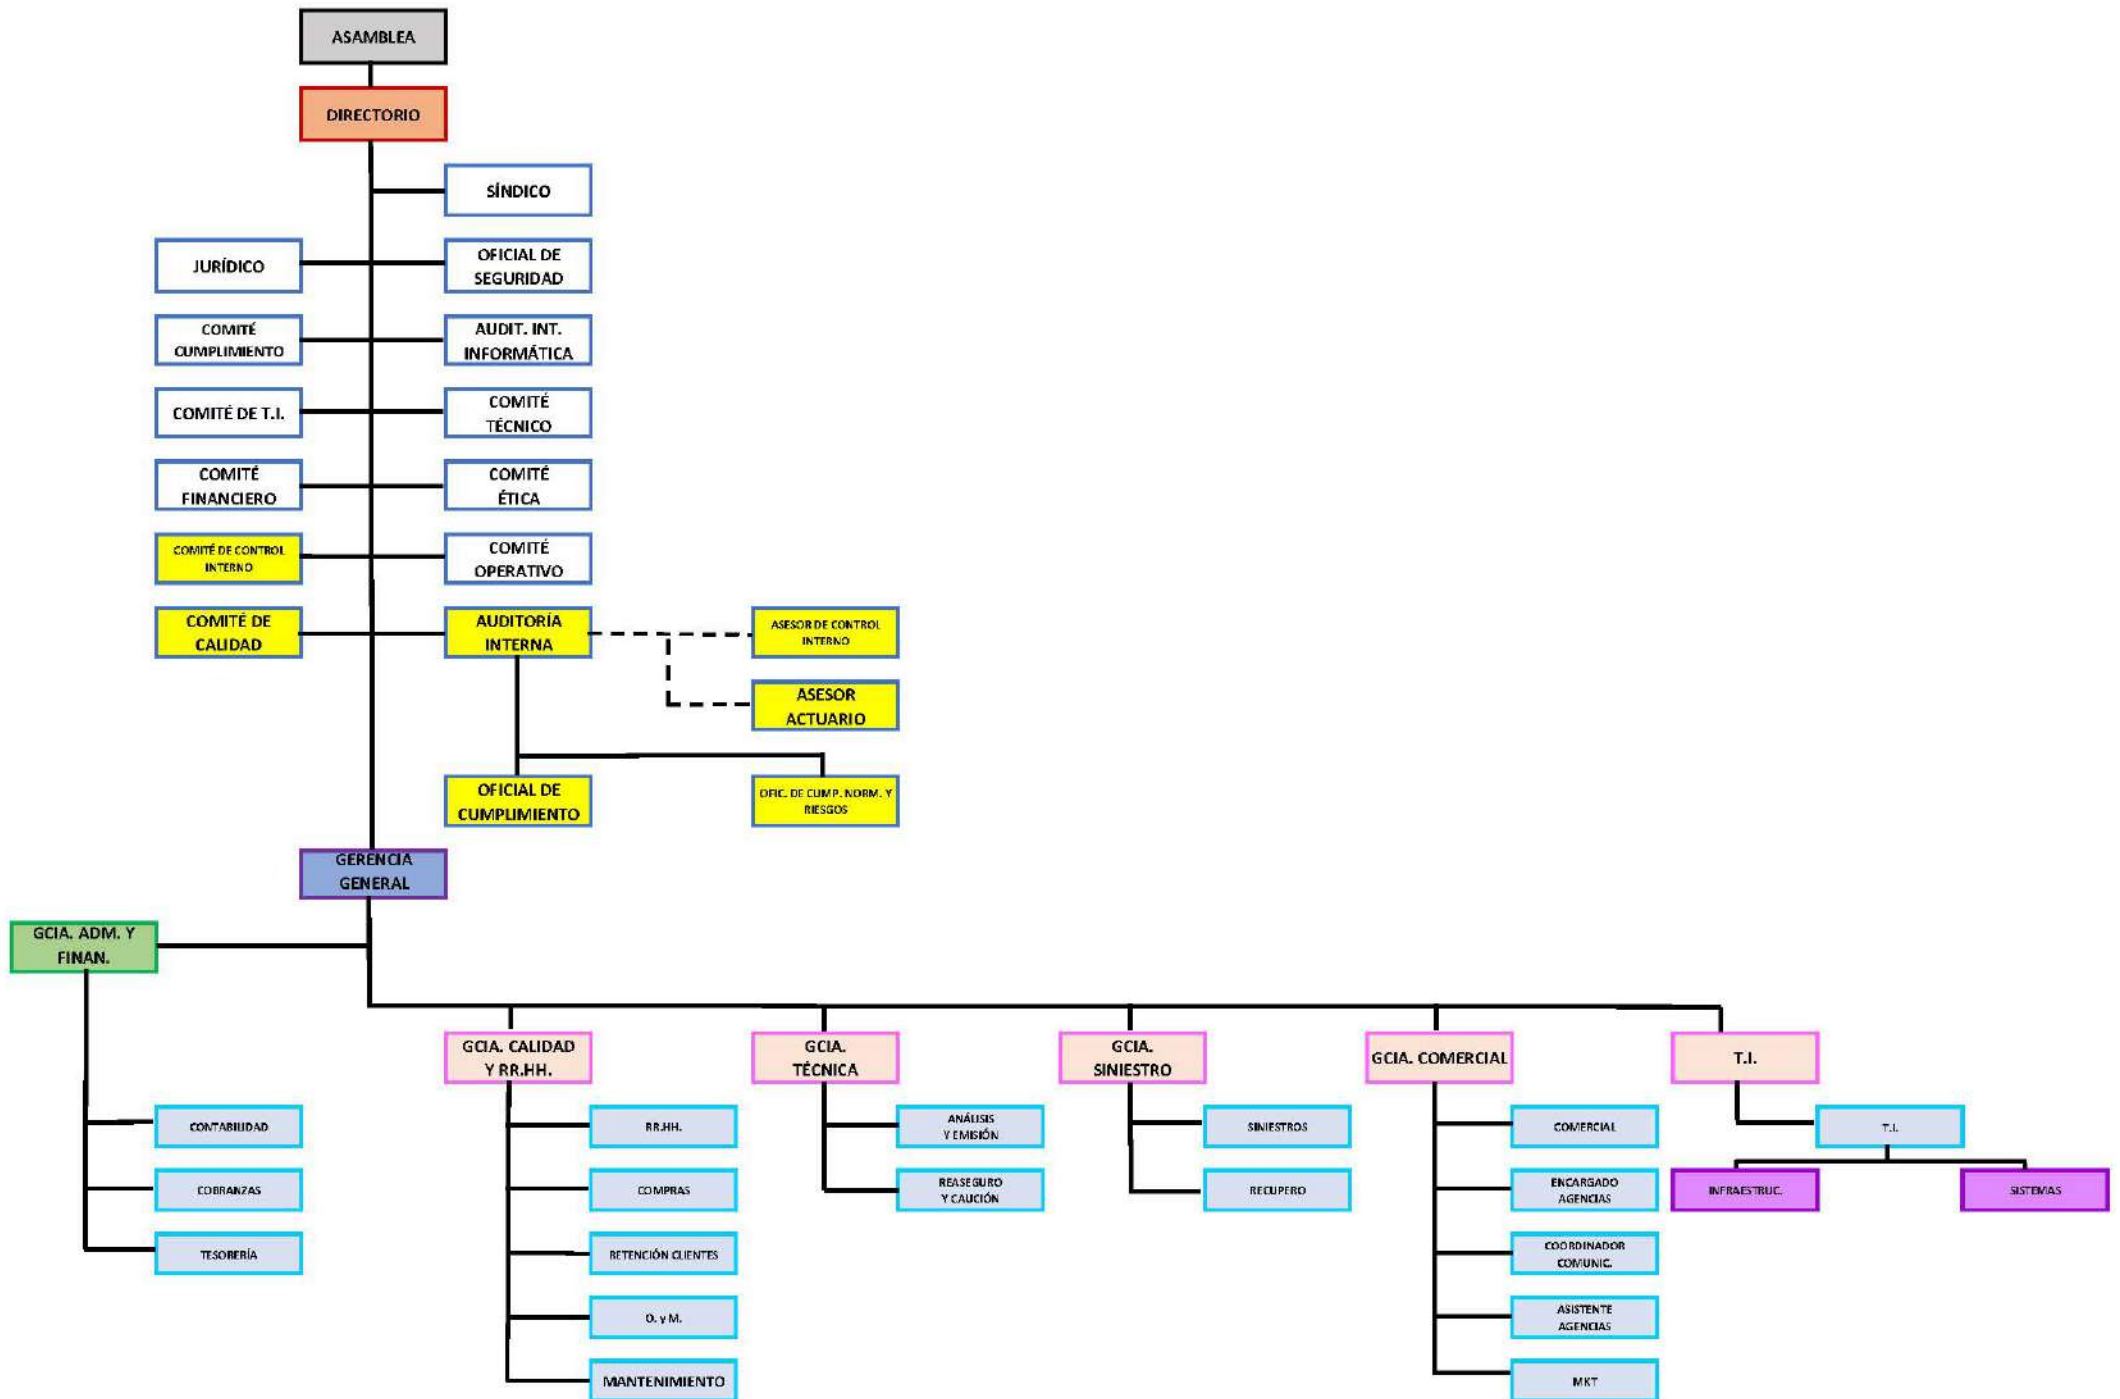 ASAMBLEA
DIRECTORIO
SÍNDICO
JURÍDICO
OFICIAL DE
SEGURIDAD
COMITÉ
CUMPLIMIENTO
AUDIT. INT.
INFORMÁTICA
COMITÉ DE T.I.
COMITÉ
TÉCNICO
COMITÉ
FINANCIERO
COMITÉ
ÉTICA
COMITÉ DE CONTROL
INTERNO
COMITÉ
OPERATIVO
COMITÉ DE
CALIDAD
AUDITORÍA
INTERNA
ASESOR DE CONTROL
INTERNO
ASESOR
ACTUARIO
OFICIAL DE
CUMPLIMIENTO
OFIC. DE CUMP. NORM. Y
RIESGOS
GERENCIA
GENERAL
GCIA. ADM. Y
FINAN.
GCIA. CALIDAD
Y RR.HH.
GCIA.
TÉCNICA
GCIA.
SINIESTRO
GCIA. COMERCIAL
T.I.
CONTABILIDAD
COBRANZAS
TESORERÍA
RR.HH.
COMPRAS
RETENCIÓN CLIENTES
O. y M.
MANTENIMIENTO
ANÁLISIS
Y EMISIÓN
REASEGURO
Y CAUCIÓN
SINIESTROS
RECUPERO
COMERCIAL
ENCARGADO
AGENCIAS
COORDINADOR
COMUNIC.
ASISTENTE
AGENCIAS
MKT
T.I.
INFRAESTRUC.
SISTEMAS